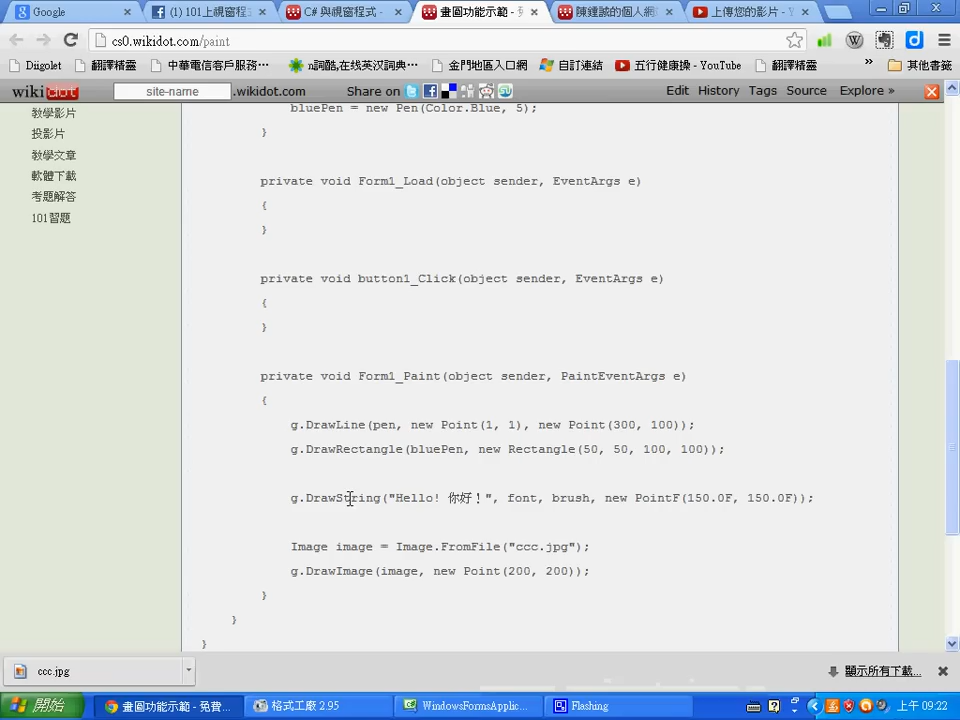 Google
(1) 101上視窗程
C# 與視窗程式 -
畫圖功能示範 -
陳鍾誠的個人網
上傳您的影片 - Y
cs0.wikidot.com/paint
Diigolet
翻譯精靈
中華電信客戶服務…
n詞酷,在线英汉词典…
金門地區入口網
自訂連結
五行健康操 - YouTube
翻譯精靈
»
其他書籤
wikidot
site-name
.wikidot.com
Share on
Edit
History
Tags
Source
Explore »
教學影片
投影片
教學文章
軟體下載
考題解答
101習題
bluePen = new Pen(Color.Blue, 5);
}
private void Form1_Load(object sender, EventArgs e)
{
}
private void button1_Click(object sender, EventArgs e)
{
}
private void Form1_Paint(object sender, PaintEventArgs e)
{
g.DrawLine(pen, new Point(1, 1), new Point(300, 100));
g.DrawRectangle(bluePen, new Rectangle(50, 50, 100, 100));
g.DrawString("Hello! 你好！", font, brush, new PointF(150.0F, 150.0F));
Image image = Image.FromFile("ccc.jpg");
g.DrawImage(image, new Point(200, 200));
}
}
}
ccc.jpg
顯示所有下載...
開始
畫圖功能示範 - 免費...
格式工廠 2.95
WindowsFormsApplic...
Flashing
上午 09:22